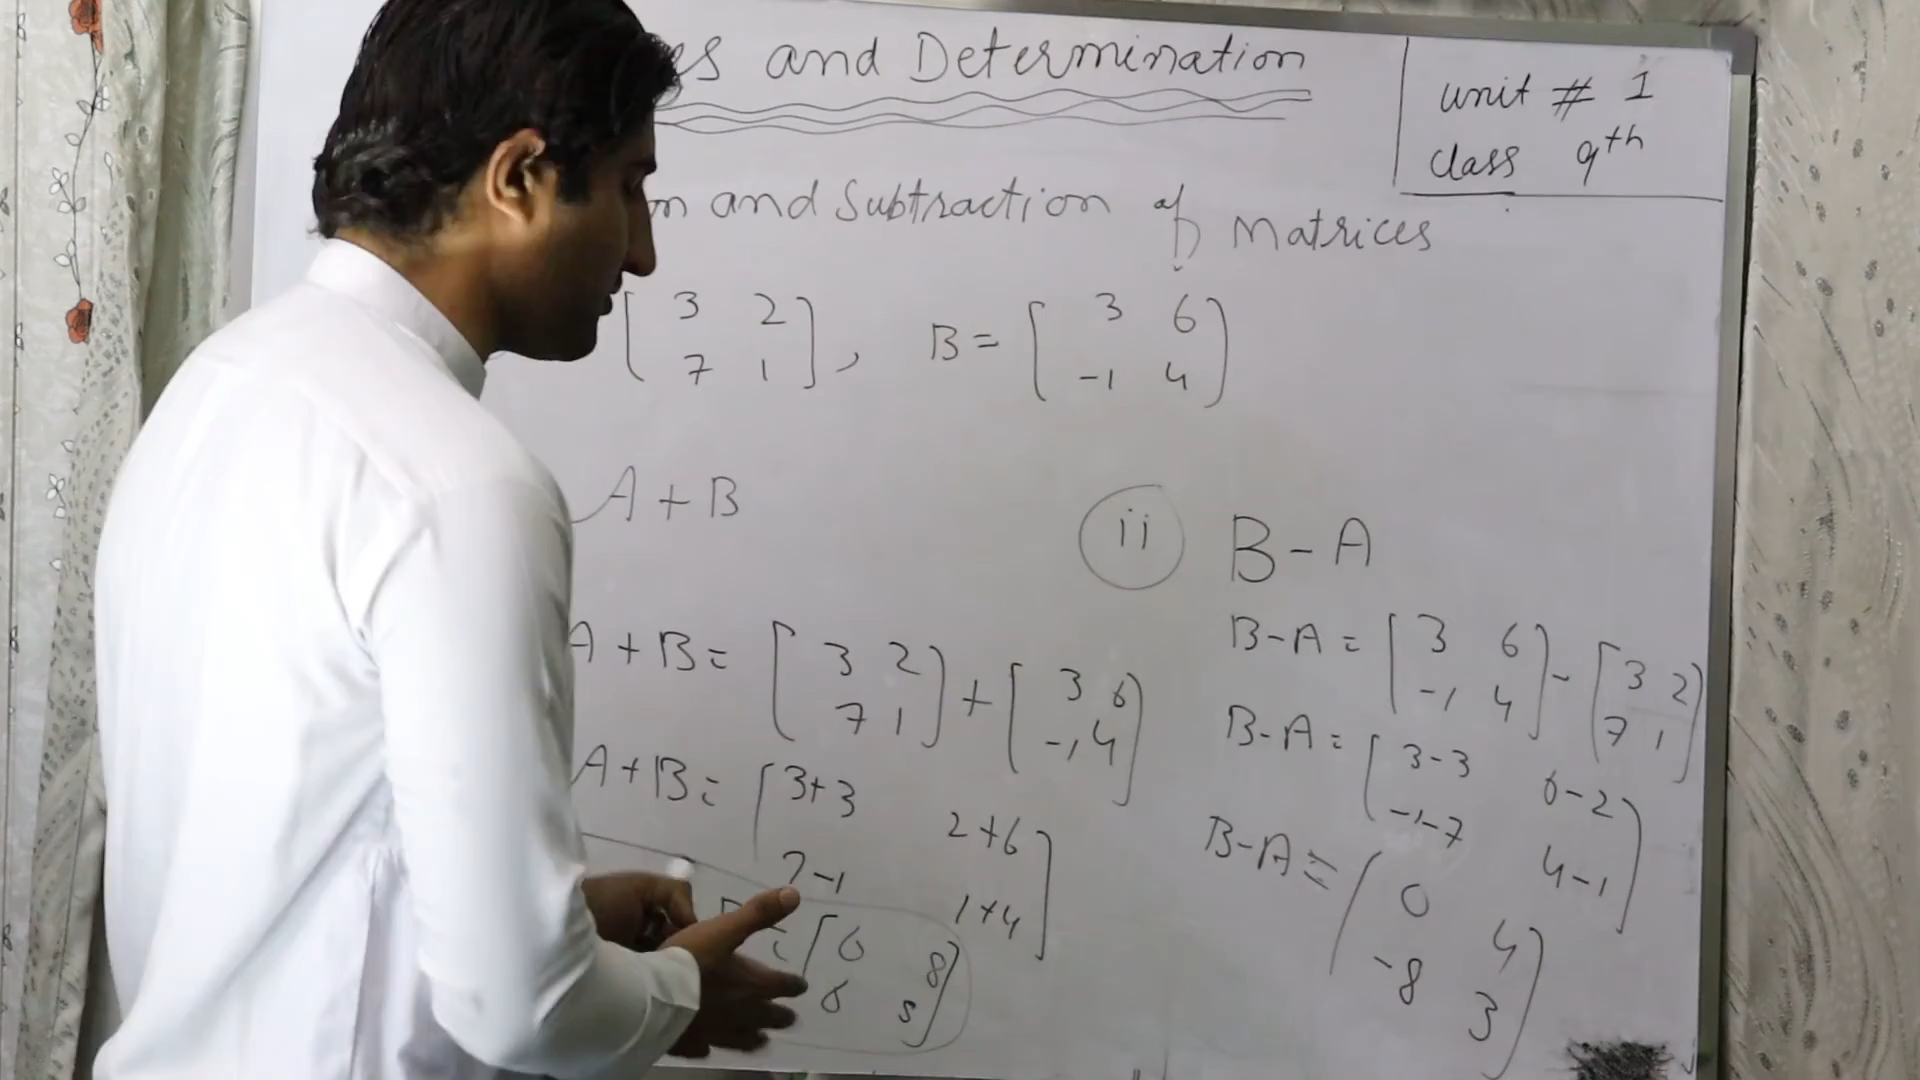 and Determination
unit # 1
class 9th
and Subtraction of Matrices
[ 3 2
7 1 ] , B = [ 3 6
-1 4 ]
A + B
ii B - A
A + B = [ 3 2
7 1 ] + [ 3 6
-1 4 ]
A + B = [ 3+3 2+6
7-1 1+4 ]
= [ 6 8
6 5 ]
B - A = [ 3 6
-1 4 ] - [ 3 2
7 1 ]
B - A = [ 3-3 6-2
-1-7 4-1 ]
B - A = [ 0 4
-8 3 ]